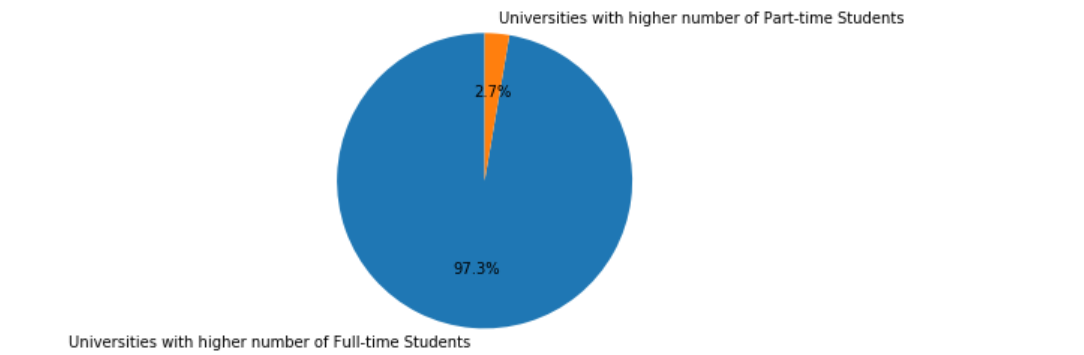 Universities with higher number of Part-time Students
2.7%
97.3%
Universities with higher number of Full-time Students